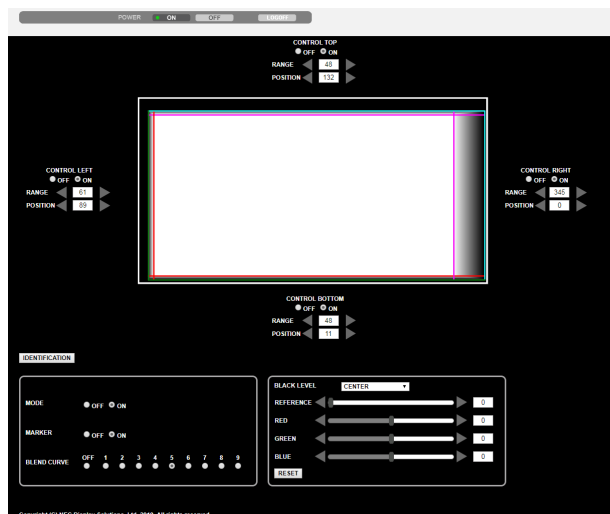 POWER ON OFF LOGOFF
CONTROL TOP
OFF ON
RANGE 48
POSITION 132
CONTROL LEFT
OFF ON
RANGE 61
POSITION 89
CONTROL RIGHT
OFF ON
RANGE 345
POSITION 0
CONTROL BOTTOM
OFF ON
RANGE 48
POSITION 11
IDENTIFICATION
MODE OFF ON
MARKER OFF ON
OFF 1 2 3 4 5 6 7 8 9
BLEND CURVE
BLACK LEVEL CENTER
REFERENCE 0
RED 0
GREEN 0
BLUE 0
RESET